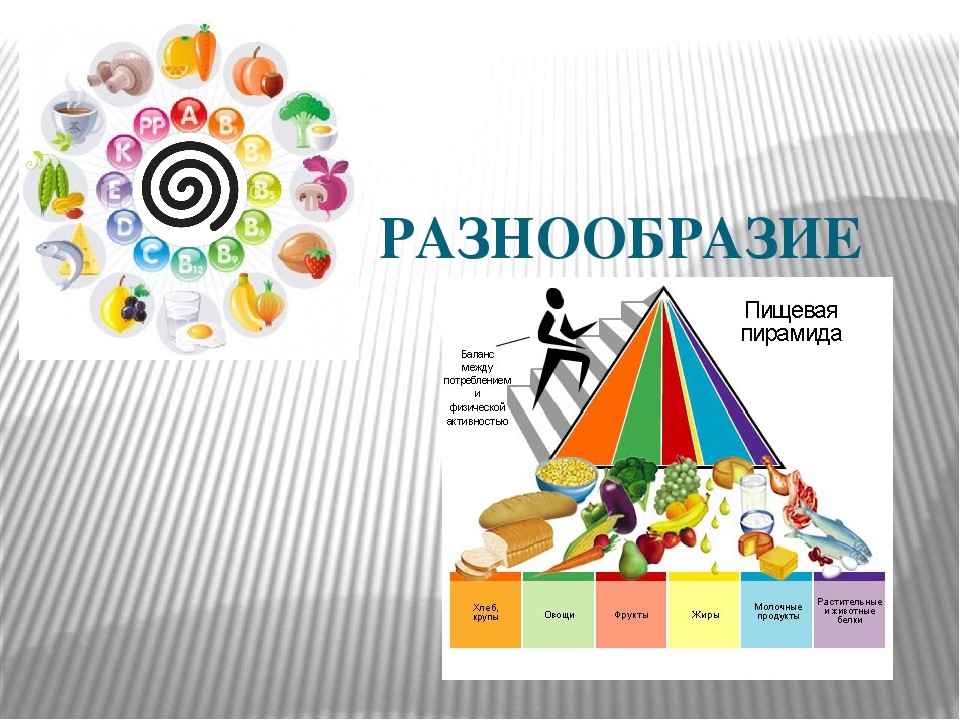 A
B1
B2
B5
B6
B9
B12
C
D
E
K
PP
РАЗНООБРАЗИЕ
Пищевая
пирамида
Баланс
между
потреблением
и
физической
активностью
Хлеб,
крупы
Овощи
Фрукты
Жиры
Молочные
продукты
Растительные
и животные
белки